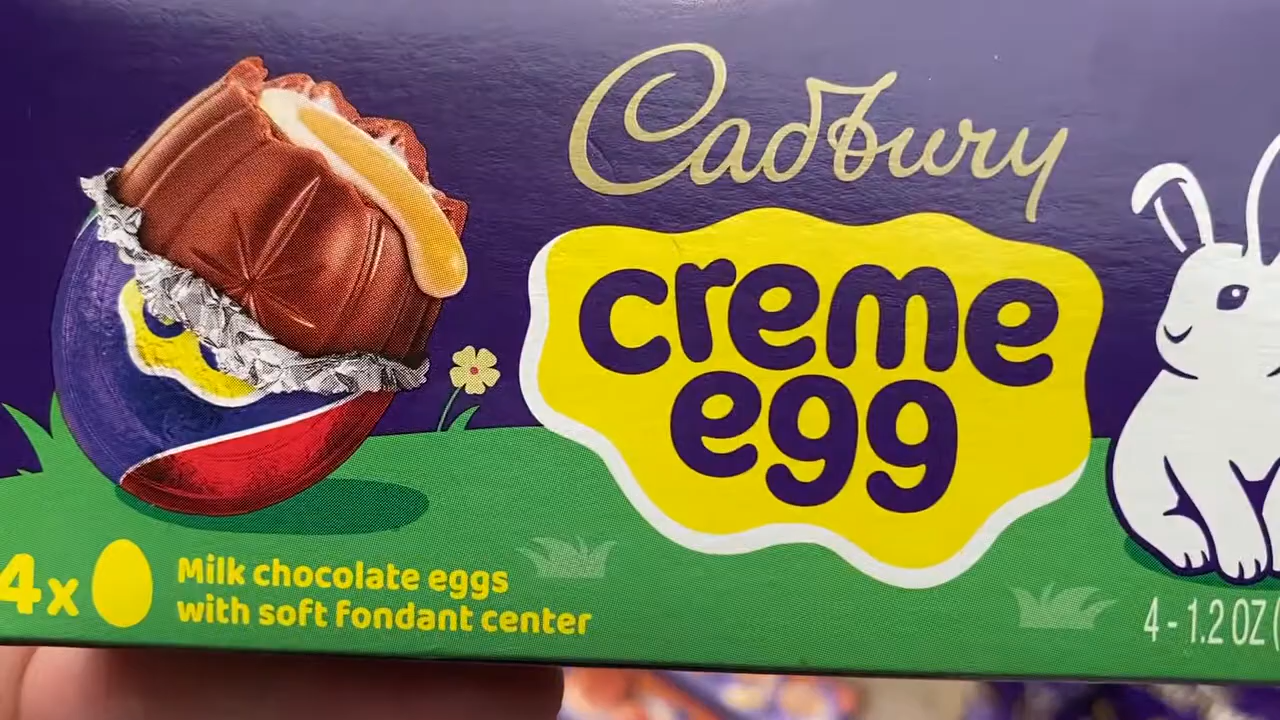 Cadbury
creme
egg
4x
Milk chocolate eggs
with soft fondant center
4 - 1.2 OZ (